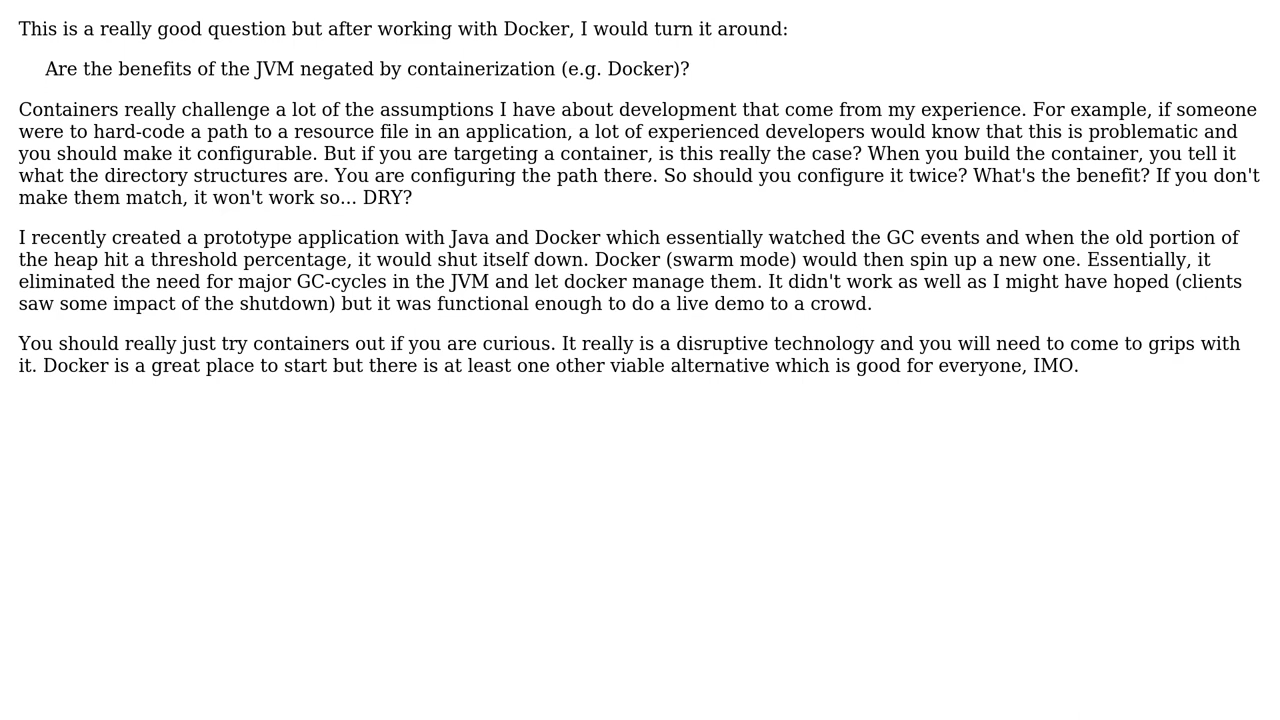 This is a really good question but after working with Docker, I would turn it around:
Are the benefits of the JVM negated by containerization (e.g. Docker)?
Containers really challenge a lot of the assumptions I have about development that come from my experience. For example, if someone
were to hard-code a path to a resource file in an application, a lot of experienced developers would know that this is problematic and
you should make it configurable. But if you are targeting a container, is this really the case? When you build the container, you tell it
what the directory structures are. You are configuring the path there. So should you configure it twice? What's the benefit? If you don't
make them match, it won't work so... DRY?
I recently created a prototype application with Java and Docker which essentially watched the GC events and when the old portion of
the heap hit a threshold percentage, it would shut itself down. Docker (swarm mode) would then spin up a new one. Essentially, it
eliminated the need for major GC-cycles in the JVM and let docker manage them. It didn't work as well as I might have hoped (clients
saw some impact of the shutdown) but it was functional enough to do a live demo to a crowd.
You should really just try containers out if you are curious. It really is a disruptive technology and you will need to come to grips with
it. Docker is a great place to start but there is at least one other viable alternative which is good for everyone, IMO.